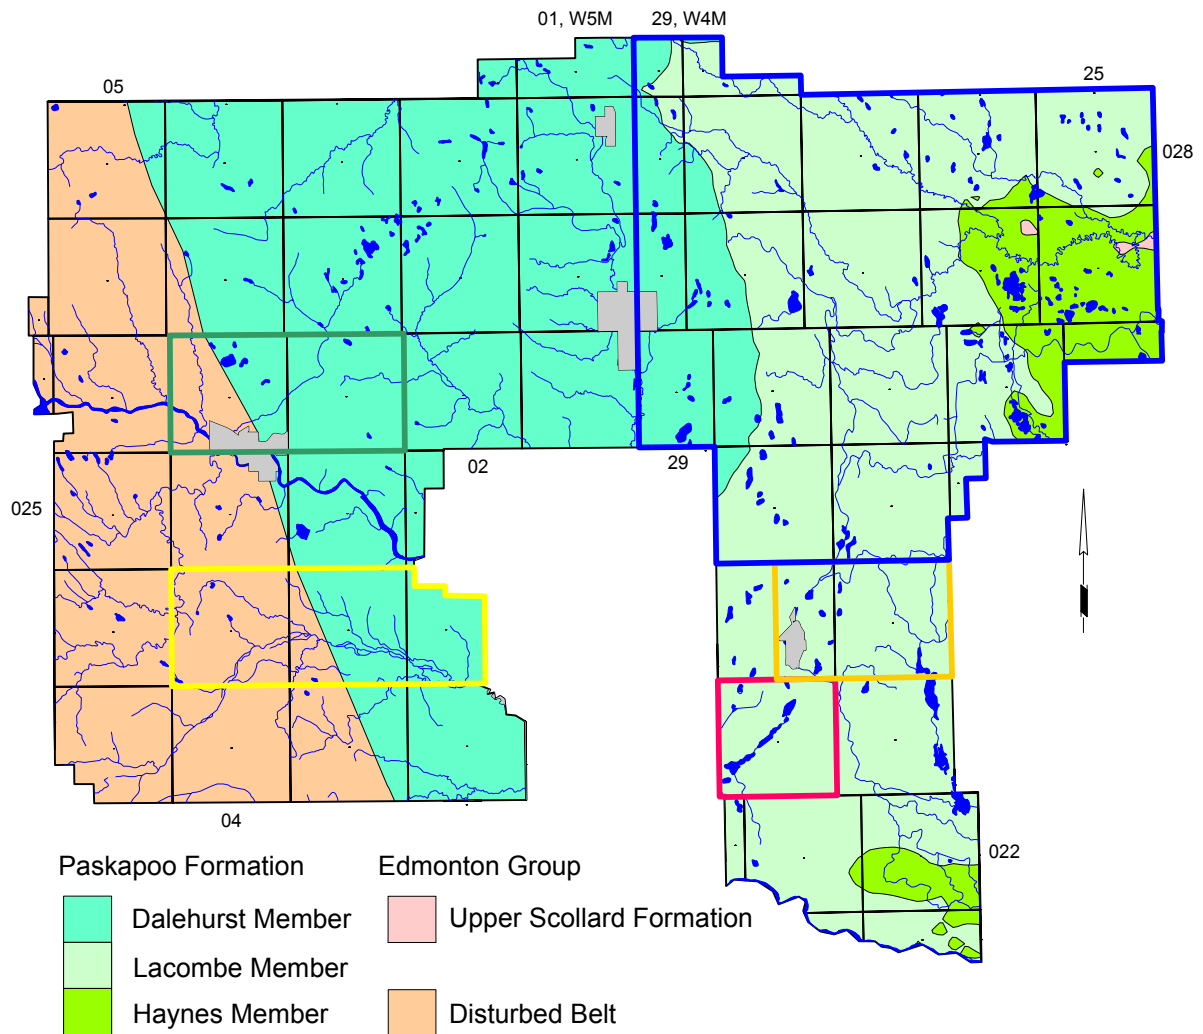 01, W5M 29, W4M
05 25
028
02 29
025
04
022
Paskapoo Formation Edmonton Group
Dalehurst Member Upper Scollard Formation
Lacombe Member
Haynes Member Disturbed Belt